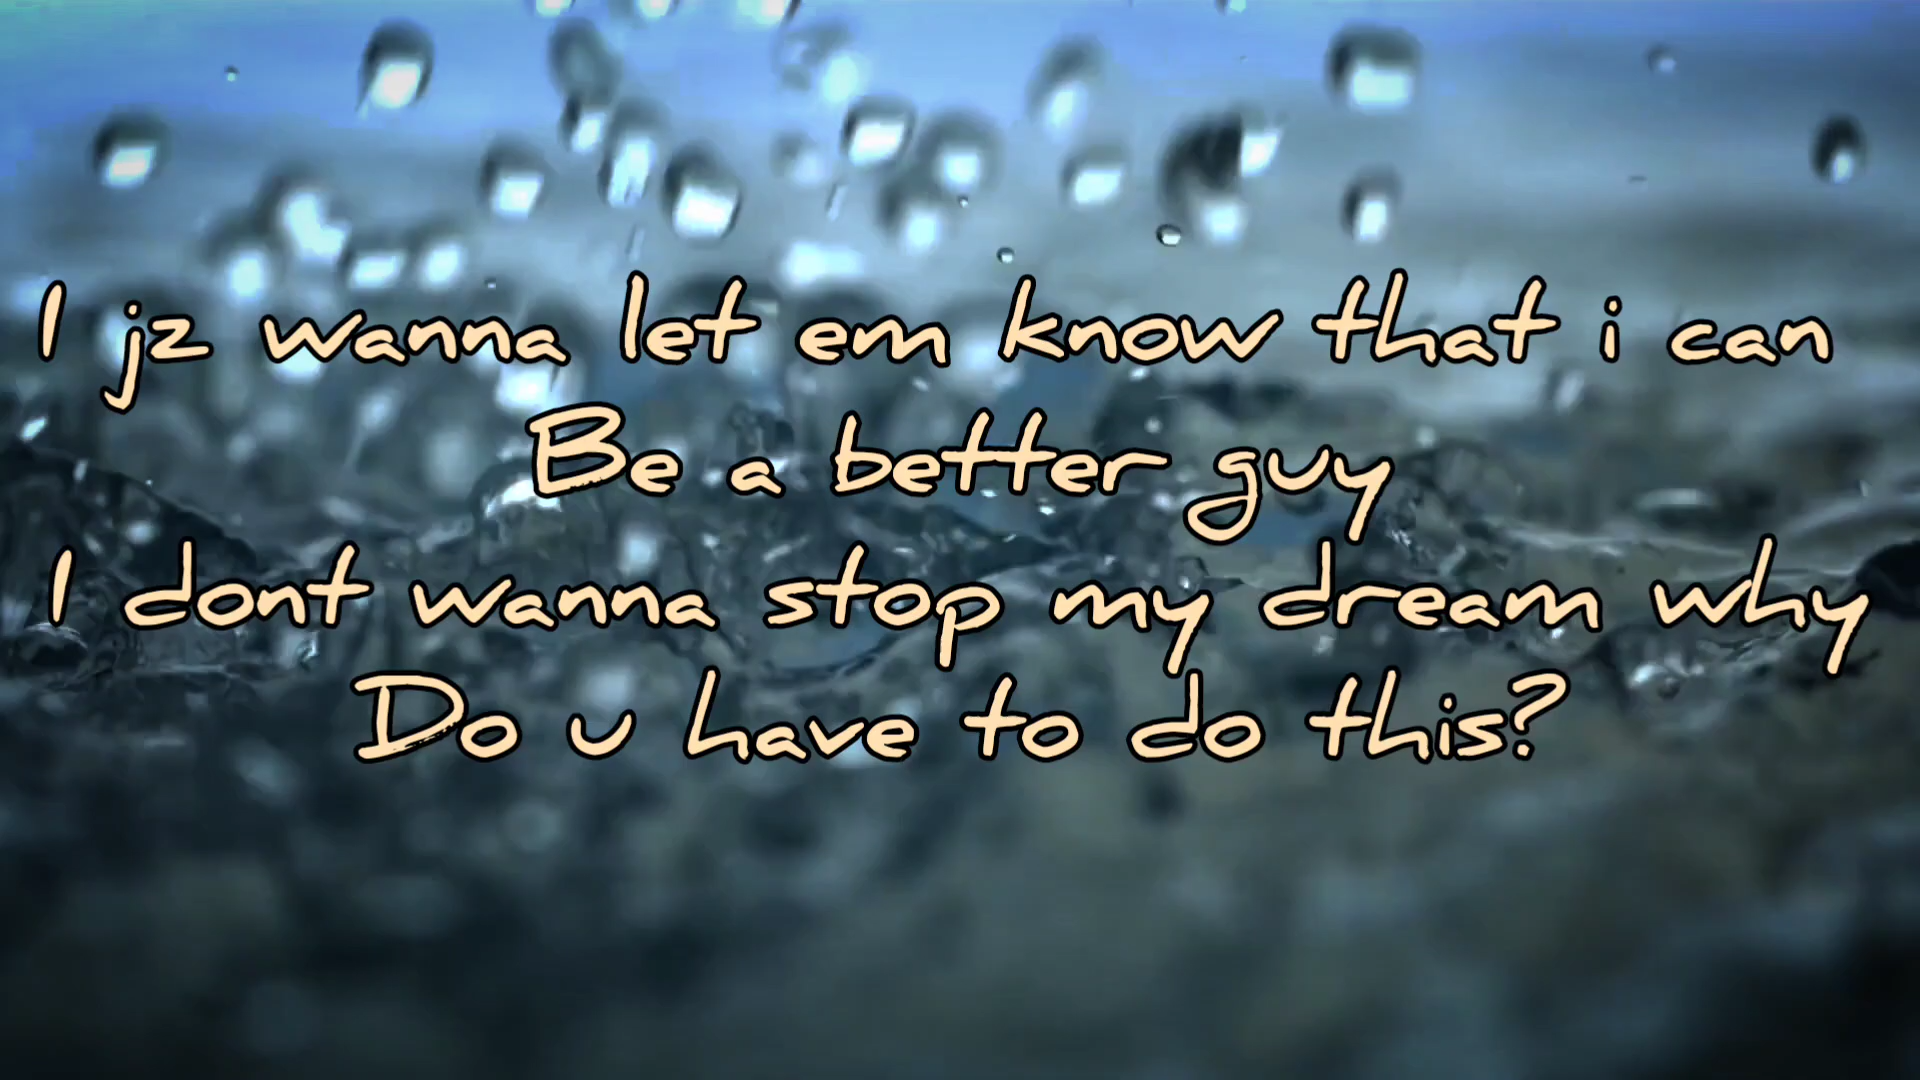 I jz wanna let em know that i can
Be a better guy
I dont wanna stop my dream why
Do u have to do this?